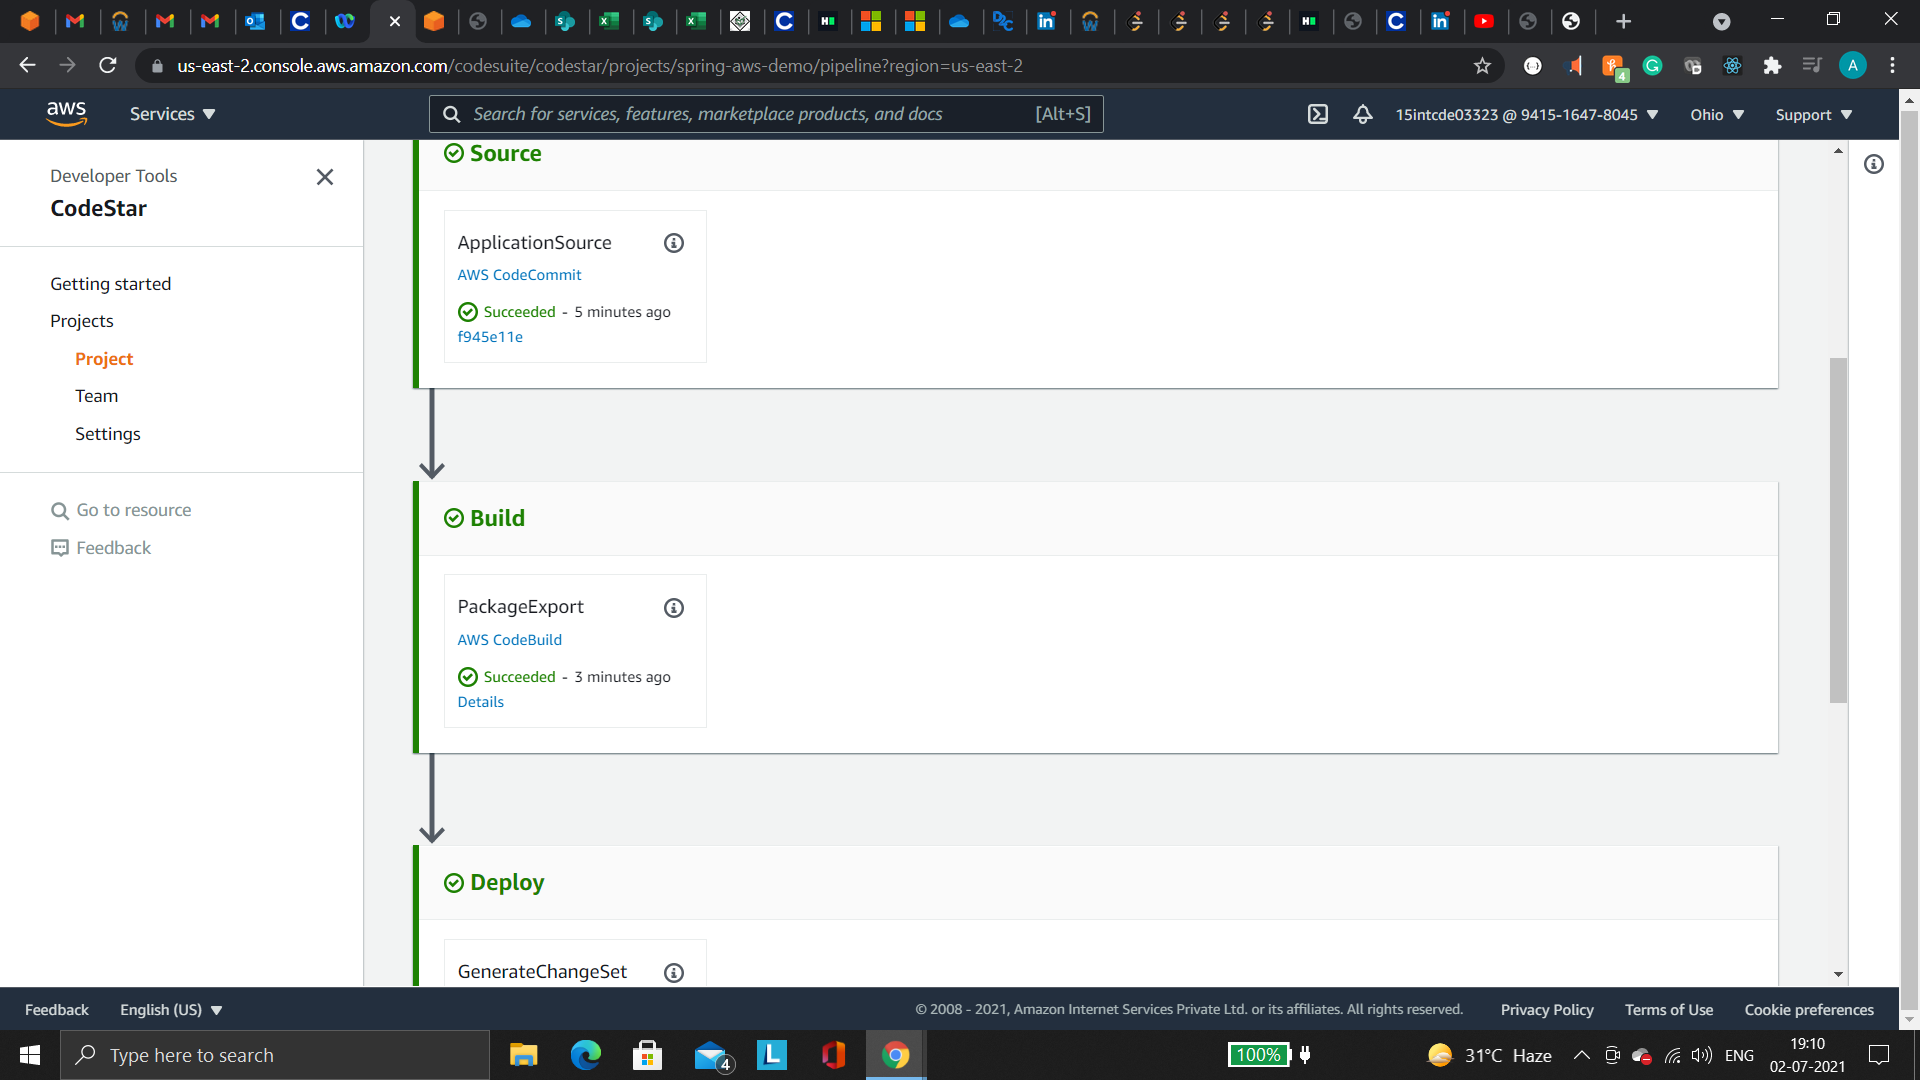 us-east-2.console.aws.amazon.com/codesuite/codestar/projects/spring-aws-demo/pipeline?region=us-east-2
4
A
aws
Services
Search for services, features, marketplace products, and docs
[Alt+S]
15intcde03323 @ 9415-1647-8045
Ohio
Support
Developer Tools
CodeStar
Getting started
Projects
Project
Team
Settings
Go to resource
Feedback
Source
ApplicationSource
AWS CodeCommit
Succeeded - 5 minutes ago
f945e11e
Build
PackageExport
AWS CodeBuild
Succeeded - 3 minutes ago
Details
Deploy
GenerateChangeSet
Feedback
English (US)
© 2008 - 2021, Amazon Internet Services Private Ltd. or its affiliates. All rights reserved.
Privacy Policy
Terms of Use
Cookie preferences
Type here to search
4
L
100%
31°C Haze
ENG
19:10
02-07-2021